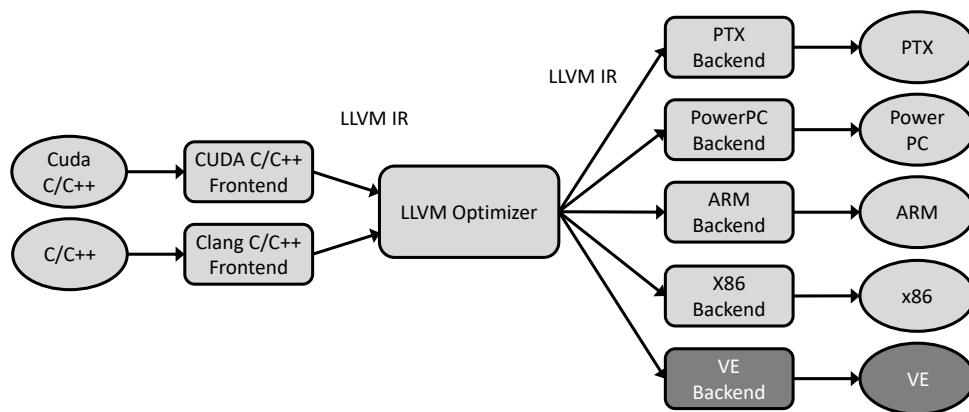 Cuda
C/C++
C/C++
CUDA C/C++
Frontend
Clang C/C++
Frontend
LLVM IR
LLVM Optimizer
LLVM IR
PTX
Backend
PTX
PowerPC
Backend
Power
PC
ARM
Backend
ARM
X86
Backend
x86
VE
Backend
VE